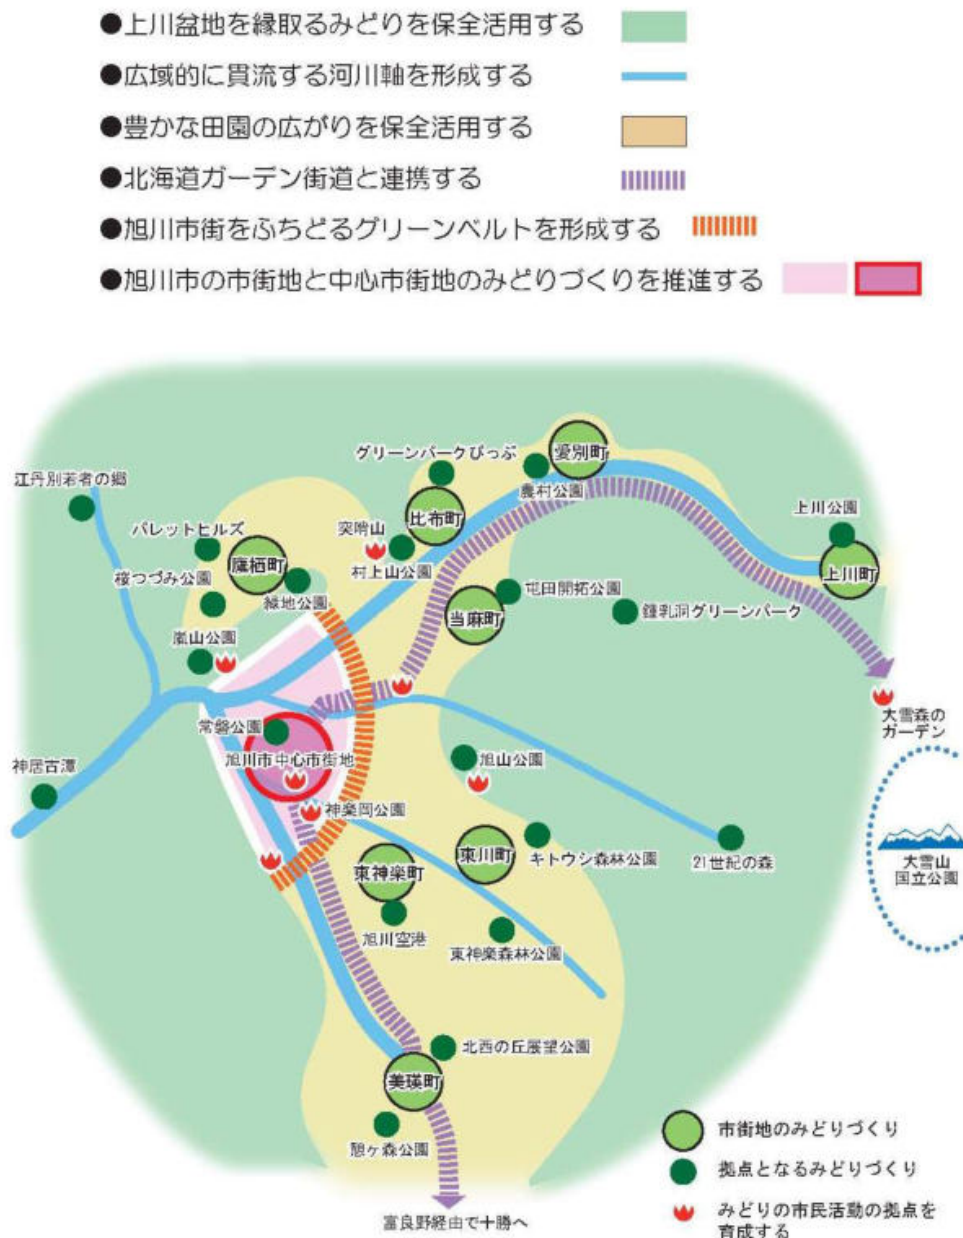 ●上川盆地を縁取るみどりを保全活用する
●広域的に貫流する河川軸を形成する
●豊かな田園の広がりを保全活用する
●北海道ガーデン街道と連携する
●旭川市街をふちどるグリーンベルトを形成する
●旭川市の市街地と中心市街地のみどりづくりを推進する
グリーンパークぴっぷ
愛別町
江丹別若者の郷
農村公園
上川公園
パレットヒルズ
突哨山
比布町
鷹栖町
村上山公園
上川町
桜つづみ公園
緑地公園
屯田開拓公園
当麻町
鍾乳洞グリーンパーク
嵐山公園
大雪森の
ガーデン
常磐公園
旭川市中心市街地
旭山公園
神居古潭
神楽岡公園
東川町
キトウシ森林公園
21世紀の森
大雪山
国立公園
東神楽町
旭川空港
東神楽森林公園
北西の丘展望公園
美瑛町
憩ヶ森公園
富良野経由で十勝へ
市街地のみどりづくり
拠点となるみどりづくり
みどりの市民活動の拠点を
育成する